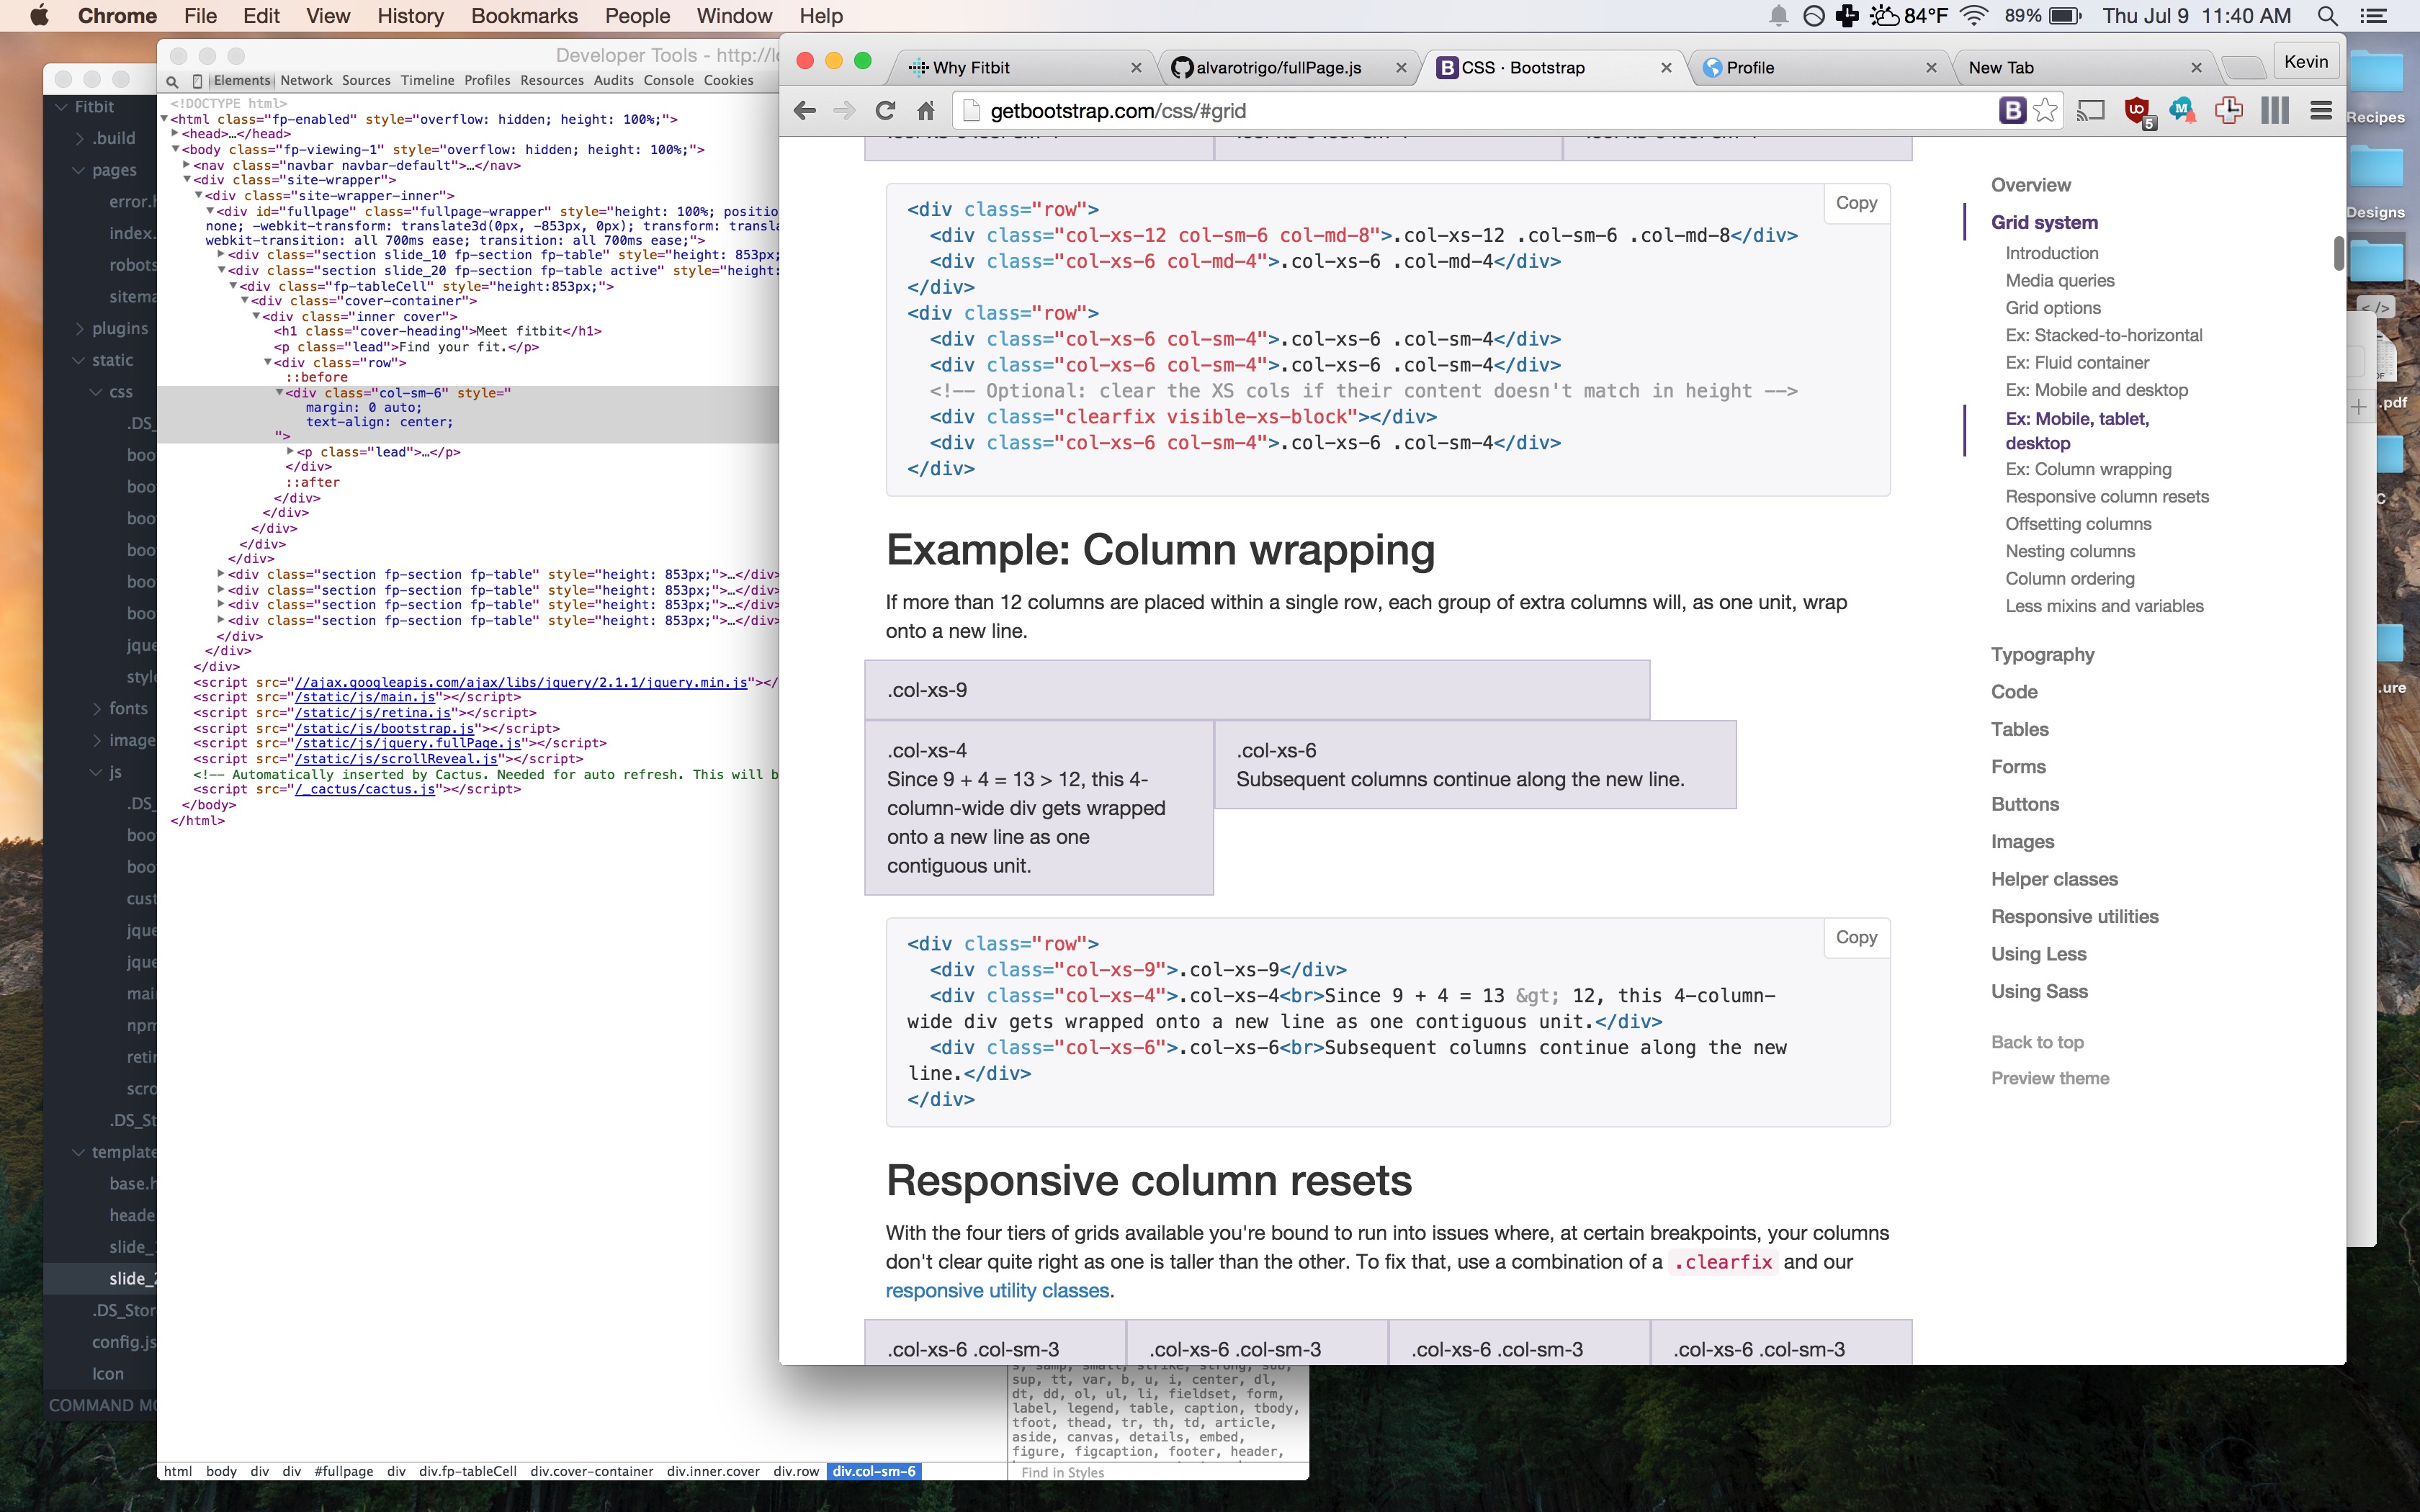 Chrome File Edit View History Bookmarks People Window Help
84°F 89% Thu Jul 9 11:40 AM
Fitbit
.build
pages
index.
plugins
static
css
fonts
js
.DS_Stor
config.js
Icon
Developer Tools - http://
Elements Network Sources Timeline Profiles Resources Audits Console Cookies
<!DOCTYPE html>
<html class="fp-enabled" style="overflow: hidden; height: 100%;">
<head>…</head>
<body class="fp-viewing-1" style="overflow: hidden; height: 100%;">
<nav class="navbar navbar-default">…</nav>
<div class="site-wrapper">
<div class="site-wrapper-inner">
<div id="fullpage" class="fullpage-wrapper" style="height: 100%; positio
none; -webkit-transform: translate3d(0px, -853px, 0px); transform: transla
webkit-transition: all 700ms ease; transition: all 700ms ease;">
<div class="section slide_10 fp-section fp-table" style="height: 853px;
<div class="section slide_20 fp-section fp-table active" style="height:
<div class="fp-tableCell" style="height:853px;">
<div class="cover-container">
<div class="inner cover">
<h1 class="cover-heading">Meet fitbit</h1>
<p class="lead">Find your fit.</p>
<div class="row">
::before
<div class="col-sm-6" style="
margin: 0 auto;
text-align: center;
">
<p class="lead">…</p>
</div>
::after
</div>
</div>
</div>
</div>
</div>
<div class="section fp-section fp-table" style="height: 853px;">…</div>
<div class="section fp-section fp-table" style="height: 853px;">…</div>
<div class="section fp-section fp-table" style="height: 853px;">…</div>
<div class="section fp-section fp-table" style="height: 853px;">…</div>
</div>
</div>
</div>
<script src="//ajax.googleapis.com/ajax/libs/jquery/2.1.1/jquery.min.js"></
<script src="/static/js/main.js"></script>
<script src="/static/js/retina.js"></script>
<script src="/static/js/bootstrap.js"></script>
<script src="/static/js/jquery.fullPage.js"></script>
<script src="/static/js/scrollReveal.js"></script>
<!-- Automatically inserted by Cactus. Needed for auto refresh. This will b
<script src="/_cactus/cactus.js"></script>
</body>
</html>
html body div div #fullpage div div.fp-tableCell div.cover-container div.inner.cover div.row div.col-sm-6
sup, tt, var, b, u, i, center, dl,
dt, dd, ol, ul, li, fieldset, form,
label, legend, table, caption, tbody,
tfoot, thead, tr, th, td, article,
aside, canvas, details, embed,
figure, figcaption, footer, header,
Find in Styles
Why Fitbit
alvarotrigo/fullPage.js
CSS · Bootstrap
Profile
New Tab
Kevin
getbootstrap.com/css/#grid
Copy
<div class="row">
<div class="col-xs-12 col-sm-6 col-md-8">.col-xs-12 .col-sm-6 .col-md-8</div>
<div class="col-xs-6 col-md-4">.col-xs-6 .col-md-4</div>
</div>
<div class="row">
<div class="col-xs-6 col-sm-4">.col-xs-6 .col-sm-4</div>
<div class="col-xs-6 col-sm-4">.col-xs-6 .col-sm-4</div>
<!-- Optional: clear the XS cols if their content doesn't match in height -->
<div class="clearfix visible-xs-block"></div>
<div class="col-xs-6 col-sm-4">.col-xs-6 .col-sm-4</div>
</div>
Example: Column wrapping
If more than 12 columns are placed within a single row, each group of extra columns will, as one unit, wrap
onto a new line.
.col-xs-9
.col-xs-4
Since 9 + 4 = 13 > 12, this 4-
column-wide div gets wrapped
onto a new line as one
contiguous unit.
.col-xs-6
Subsequent columns continue along the new line.
Copy
<div class="row">
<div class="col-xs-9">.col-xs-9</div>
<div class="col-xs-4">.col-xs-4<br>Since 9 + 4 = 13 &gt; 12, this 4-column-
wide div gets wrapped onto a new line as one contiguous unit.</div>
<div class="col-xs-6">.col-xs-6<br>Subsequent columns continue along the new
line.</div>
</div>
Responsive column resets
With the four tiers of grids available you're bound to run into issues where, at certain breakpoints, your columns
don't clear quite right as one is taller than the other. To fix that, use a combination of a .clearfix and our
responsive utility classes.
.col-xs-6 .col-sm-3 .col-xs-6 .col-sm-3 .col-xs-6 .col-sm-3 .col-xs-6 .col-sm-3
Overview
Grid system
Introduction
Media queries
Grid options
Ex: Stacked-to-horizontal
Ex: Fluid container
Ex: Mobile and desktop
Ex: Mobile, tablet,
desktop
Ex: Column wrapping
Responsive column resets
Offsetting columns
Nesting columns
Column ordering
Less mixins and variables
Typography
Code
Tables
Forms
Buttons
Images
Helper classes
Responsive utilities
Using Less
Using Sass
Back to top
Preview theme
Recipes
Designs
.pdf